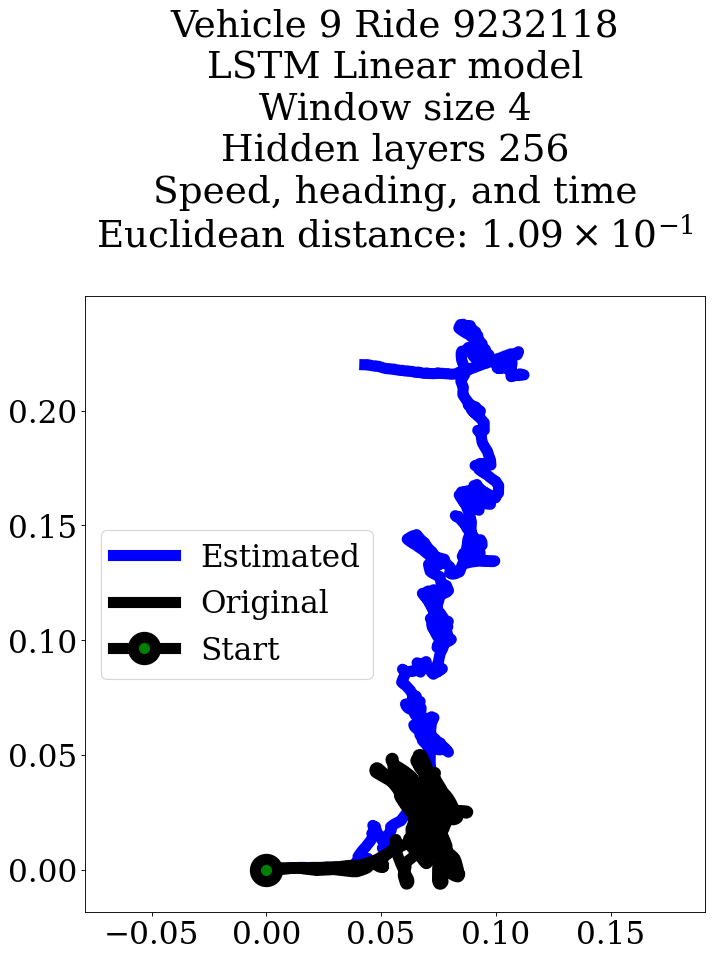 Vehicle 9 Ride 9232118
LSTM Linear model
Window size 4
Hidden layers 256
Speed, heading, and time
Euclidean distance: 1.09 × 10⁻¹
0.20
0.15
0.10
0.05
0.00
Estimated
Original
Start
−0.05 0.00 0.05 0.10 0.15